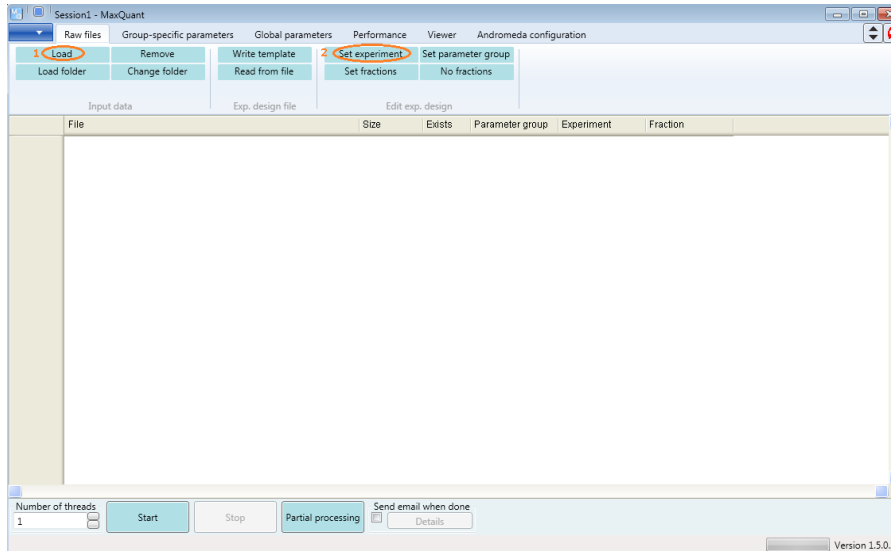 Session1 - MaxQuant
Raw files Group-specific parameters Global parameters Performance Viewer Andromeda configuration
1 Load Remove Write template 2 Set experiment Set parameter group
Load folder Change folder Read from file Set fractions No fractions
Input data Exp. design file Edit exp. design
File Size Exists Parameter group Experiment Fraction
Number of threads Send email when done
1 Start Stop Partial processing Details
Version 1.5.0.